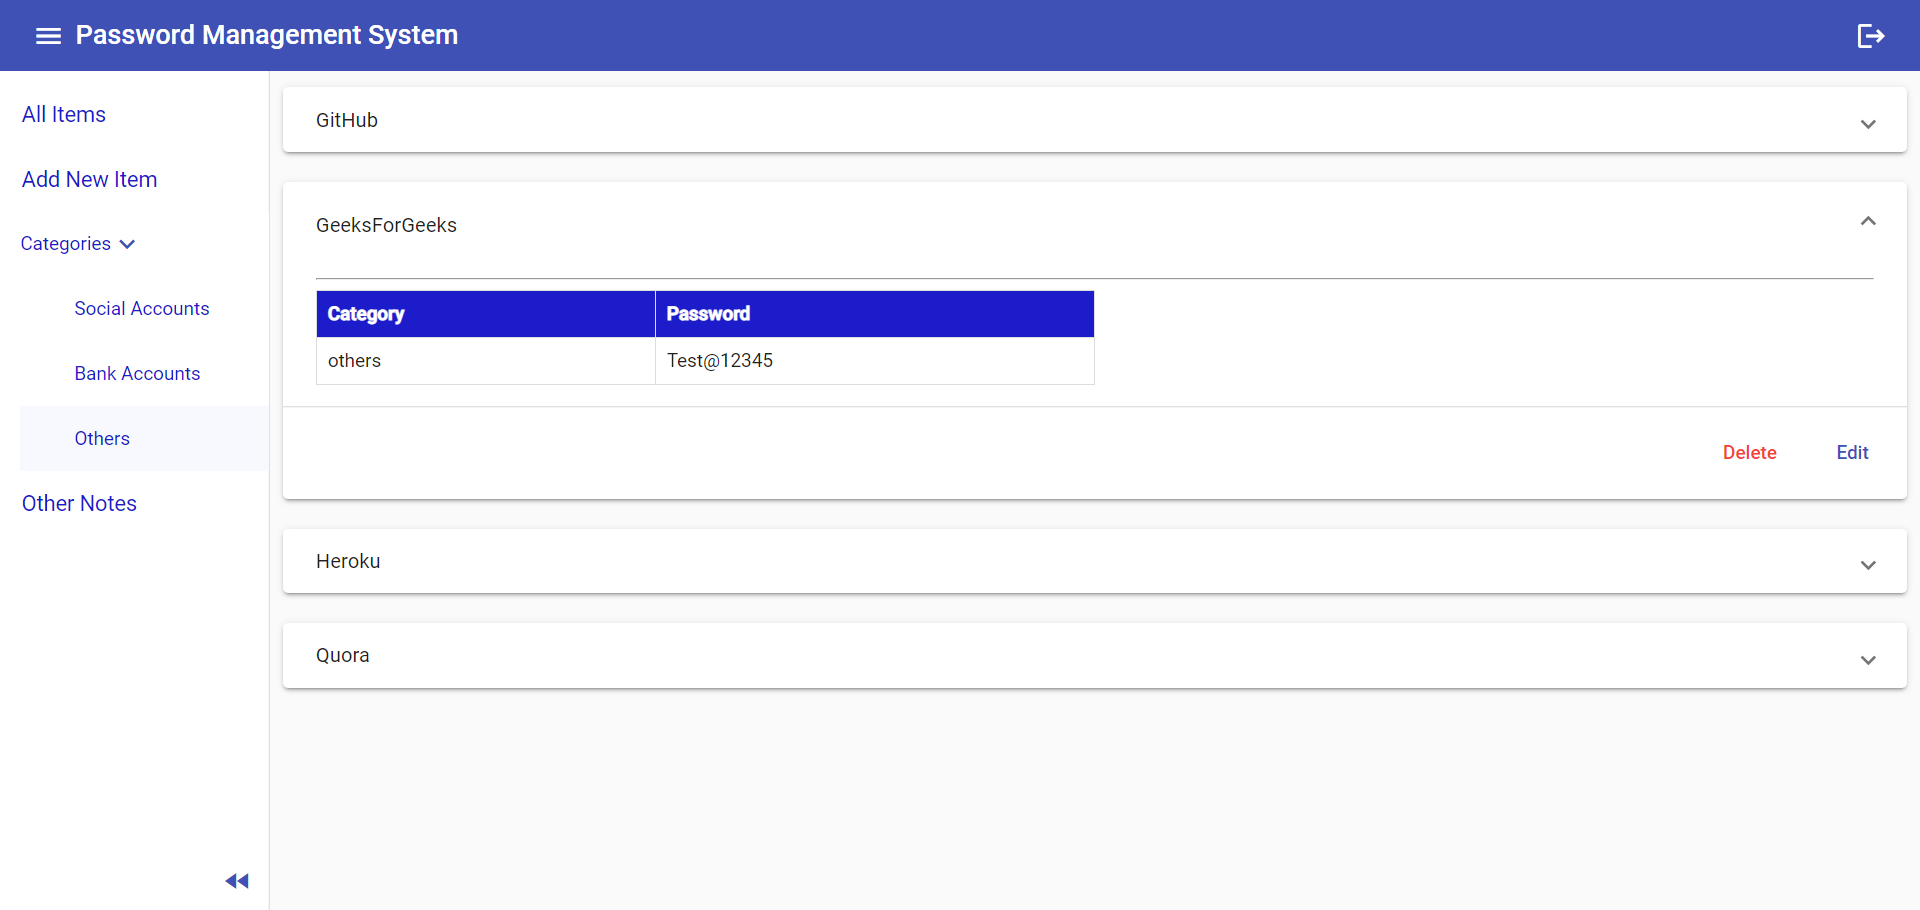 Password Management System
All Items
Add New Item
Categories
Social Accounts
Bank Accounts
Others
Other Notes
GitHub
GeeksForGeeks
Category Password
others Test@12345
Delete Edit
Heroku
Quora